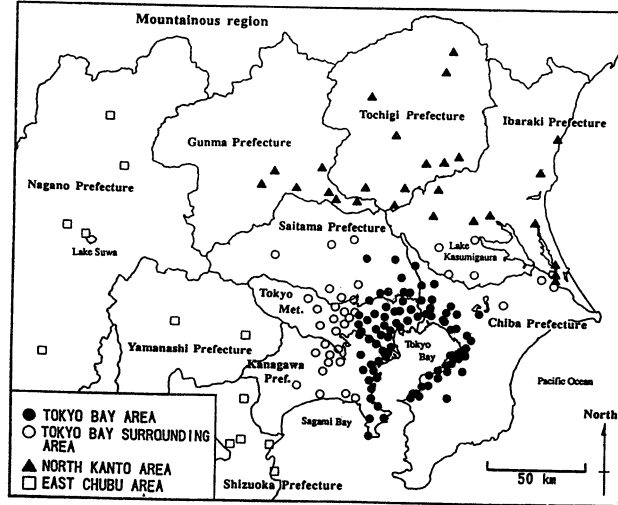 Mountainous region
Tochigi Prefecture
Ibaraki Prefecture
Gunma Prefecture
Nagano Prefecture
Saitama Prefecture
Lake Suwa
Lake
Kasumigaura
Tokyo
Met.
Chiba Prefecture
Yamanashi Prefecture
Tokyo
Bay
Kanagawa
Pref.
Pacific Ocean
Sagami Bay
North
TOKYO BAY AREA
TOKYO BAY SURROUNDING
AREA
NORTH KANTO AREA
EAST CHUBU AREA
50 km
Shizuoka Prefecture